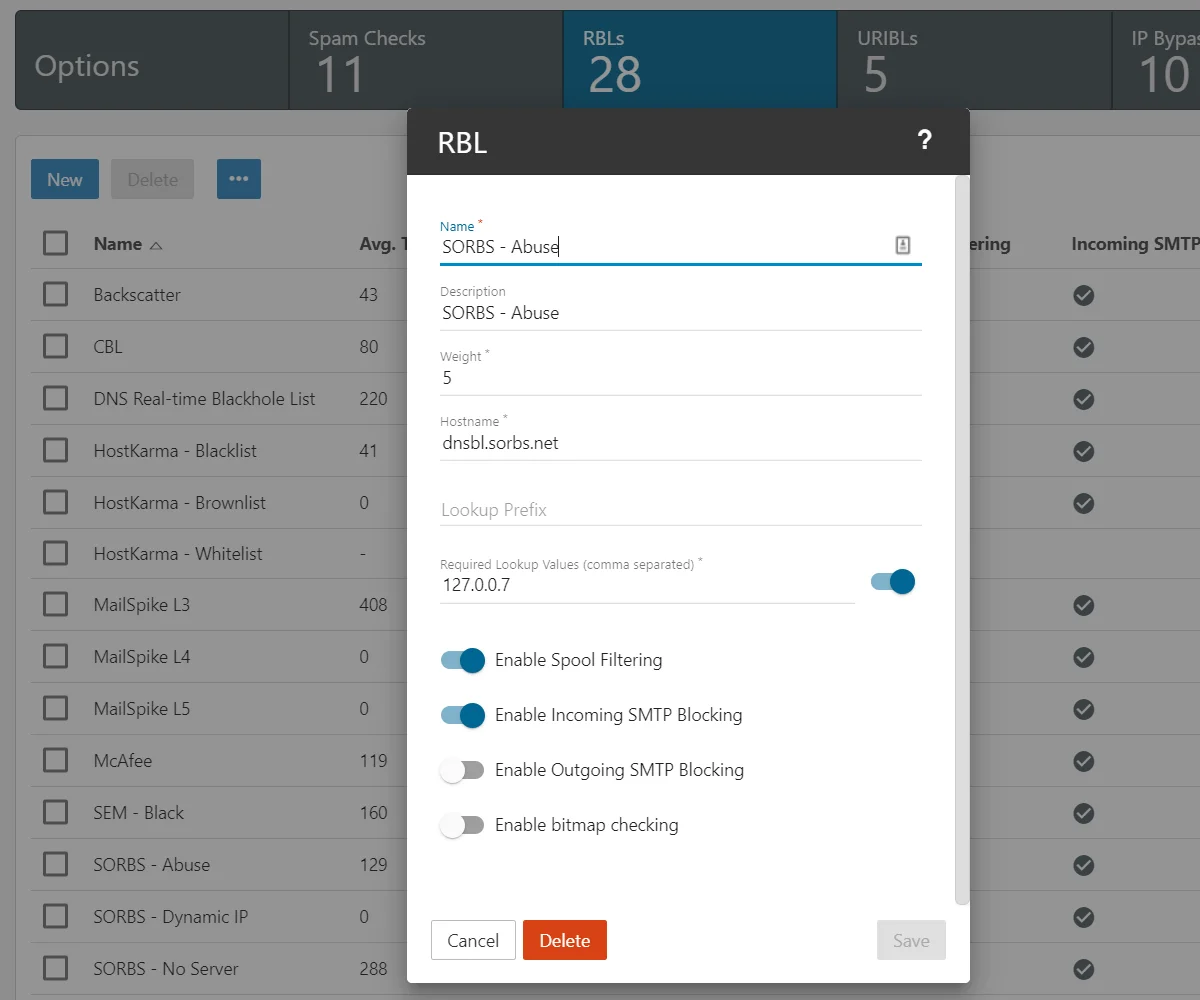 Options
Spam Checks
11
RBLs
28
URIBLs
5
10
RBL
?
New
Delete
•••
Name
Avg.
Incoming SMTP
Backscatter 43
CBL 80
DNS Real-time Blackhole List 220
HostKarma - Blacklist 41
HostKarma - Brownlist 0
HostKarma - Whitelist -
MailSpike L3 408
MailSpike L4 0
MailSpike L5 0
McAfee 119
SEM - Black 160
SORBS - Abuse 129
SORBS - Dynamic IP 0
SORBS - No Server 288
Name *
SORBS - Abuse
Description
SORBS - Abuse
Weight *
5
Hostname *
dnsbl.sorbs.net
Lookup Prefix
Required Lookup Values (comma separated) *
127.0.0.7
Enable Spool Filtering
Enable Incoming SMTP Blocking
Enable Outgoing SMTP Blocking
Enable bitmap checking
Cancel
Delete
Save